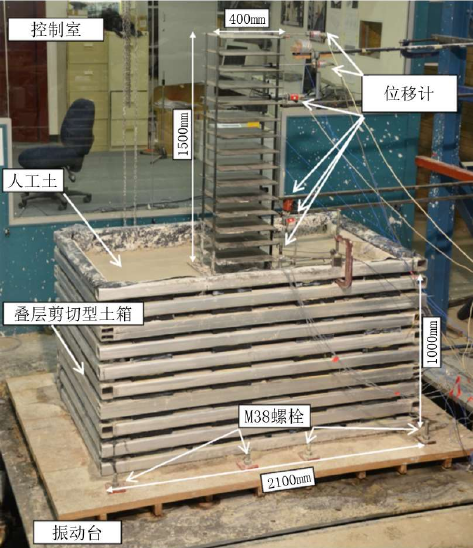 控制室
400mm
位移计
1500mm
人工土
叠层剪切型土箱
1000mm
M38螺栓
2100mm
振动台